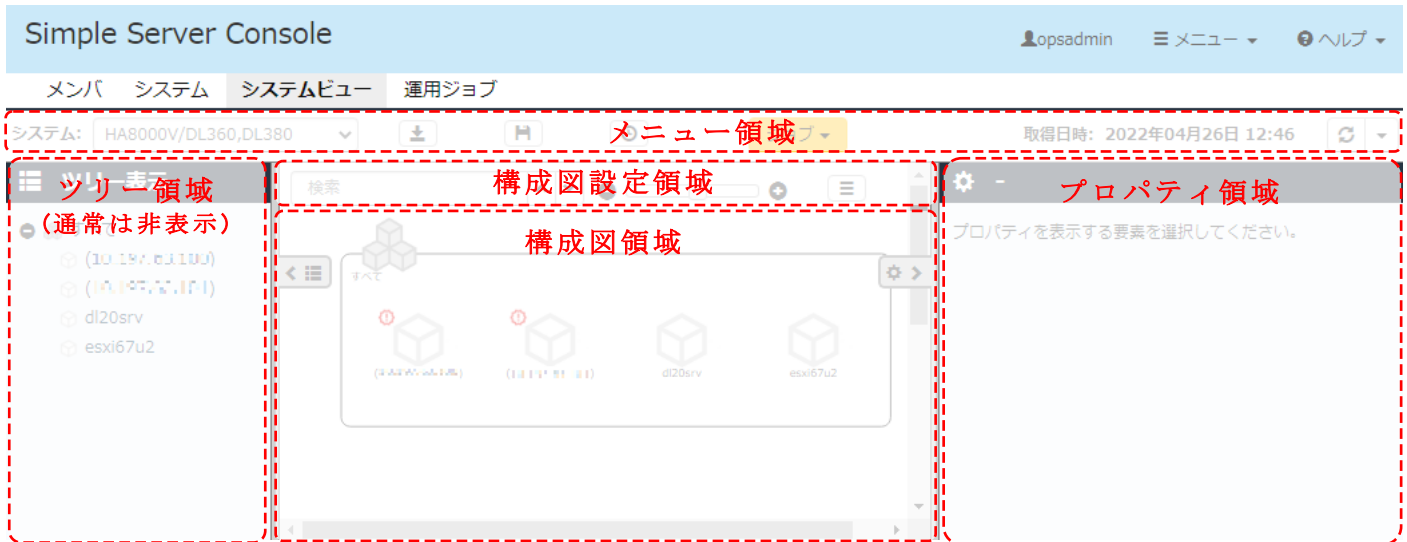 Simple Server Console
opsadmin メニュー ヘルプ
メンバ システム システムビュー 運用ジョブ
システム: HA8000V/DL360,DL380
メニュー領域
ブ
取得日時: 2022年04月26日 12:46
ツリー表示
ツリー領域
(通常は非表示)
dl20srv
esxi67u2
検索
構成図設定領域
構成図領域
すべて
dl20srv
esxi67u2
-
プロパティ領域
プロパティを表示する要素を選択してください。